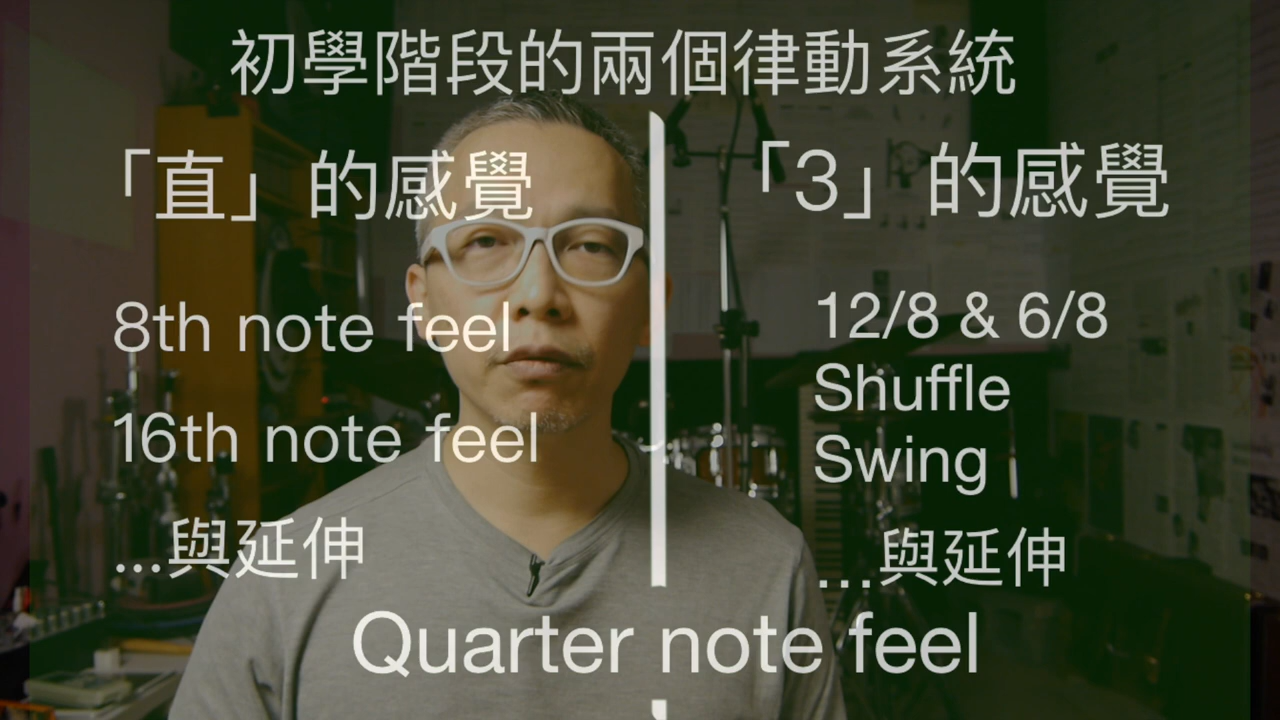 初學階段的兩個律動系統
「直」的感覺
8th note feel
16th note feel
...與延伸
「3」的感覺
12/8 & 6/8
Shuffle
Swing
...與延伸
Quarter note feel